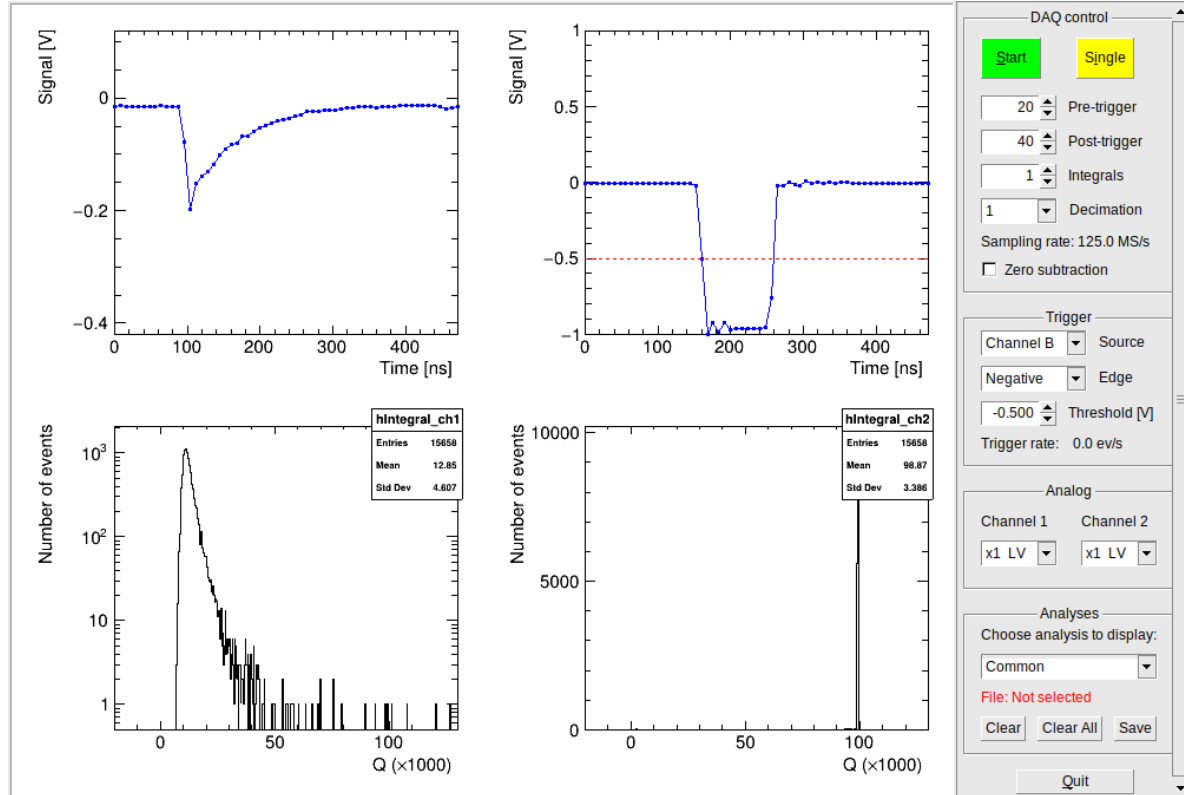 Signal [V]
0
−0.2
−0.4
0 100 200 300 400
Time [ns]
Signal [V]
1
0.5
0
−0.5
−1
0 100 200 300 400
Time [ns]
Number of events
10³
10²
10
1
0 50 100
Q (×1000)
hIntegral_ch1
Entries 15658
Mean 12.85
Std Dev 4.607
Number of events
10000
5000
0
0 50 100
Q (×1000)
hIntegral_ch2
Entries 15658
Mean 98.87
Std Dev 3.386
DAQ control
Start Single
20 Pre-trigger
40 Post-trigger
1 Integrals
1 Decimation
Sampling rate: 125.0 MS/s
Zero subtraction
Trigger
Channel B Source
Negative Edge
-0.500 Threshold [V]
Trigger rate: 0.0 ev/s
Analog
Channel 1 Channel 2
x1 LV x1 LV
Analyses
Choose analysis to display:
Common
File: Not selected
Clear Clear All Save
Quit